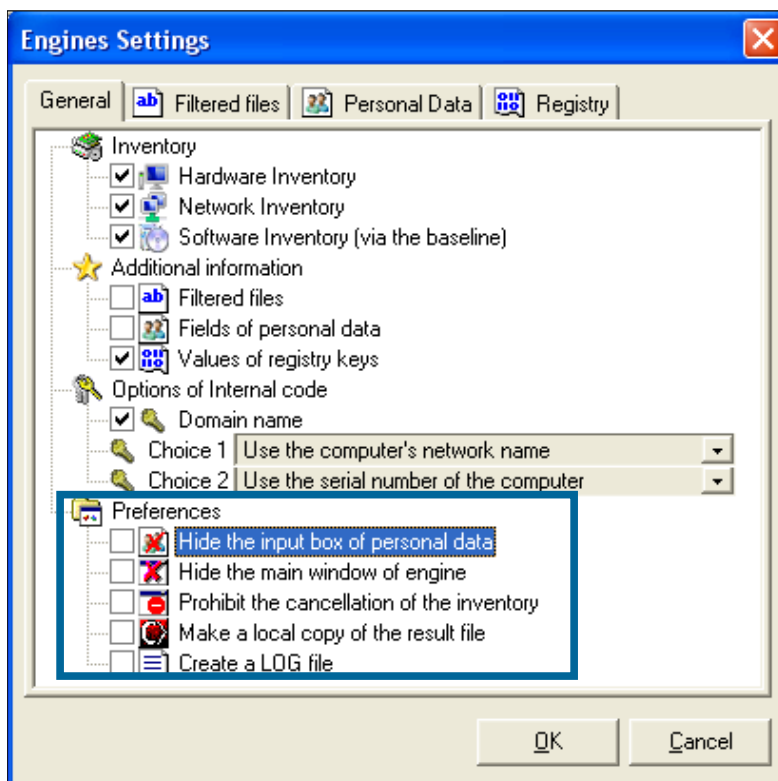 Engines Settings
General Filtered files Personal Data Registry
Inventory
Hardware Inventory
Network Inventory
Software Inventory (via the baseline)
Additional information
Filtered files
Fields of personal data
Values of registry keys
Options of Internal code
Domain name
Choice 1 Use the computer's network name
Choice 2 Use the serial number of the computer
Preferences
Hide the input box of personal data
Hide the main window of engine
Prohibit the cancellation of the inventory
Make a local copy of the result file
Create a LOG file
OK Cancel